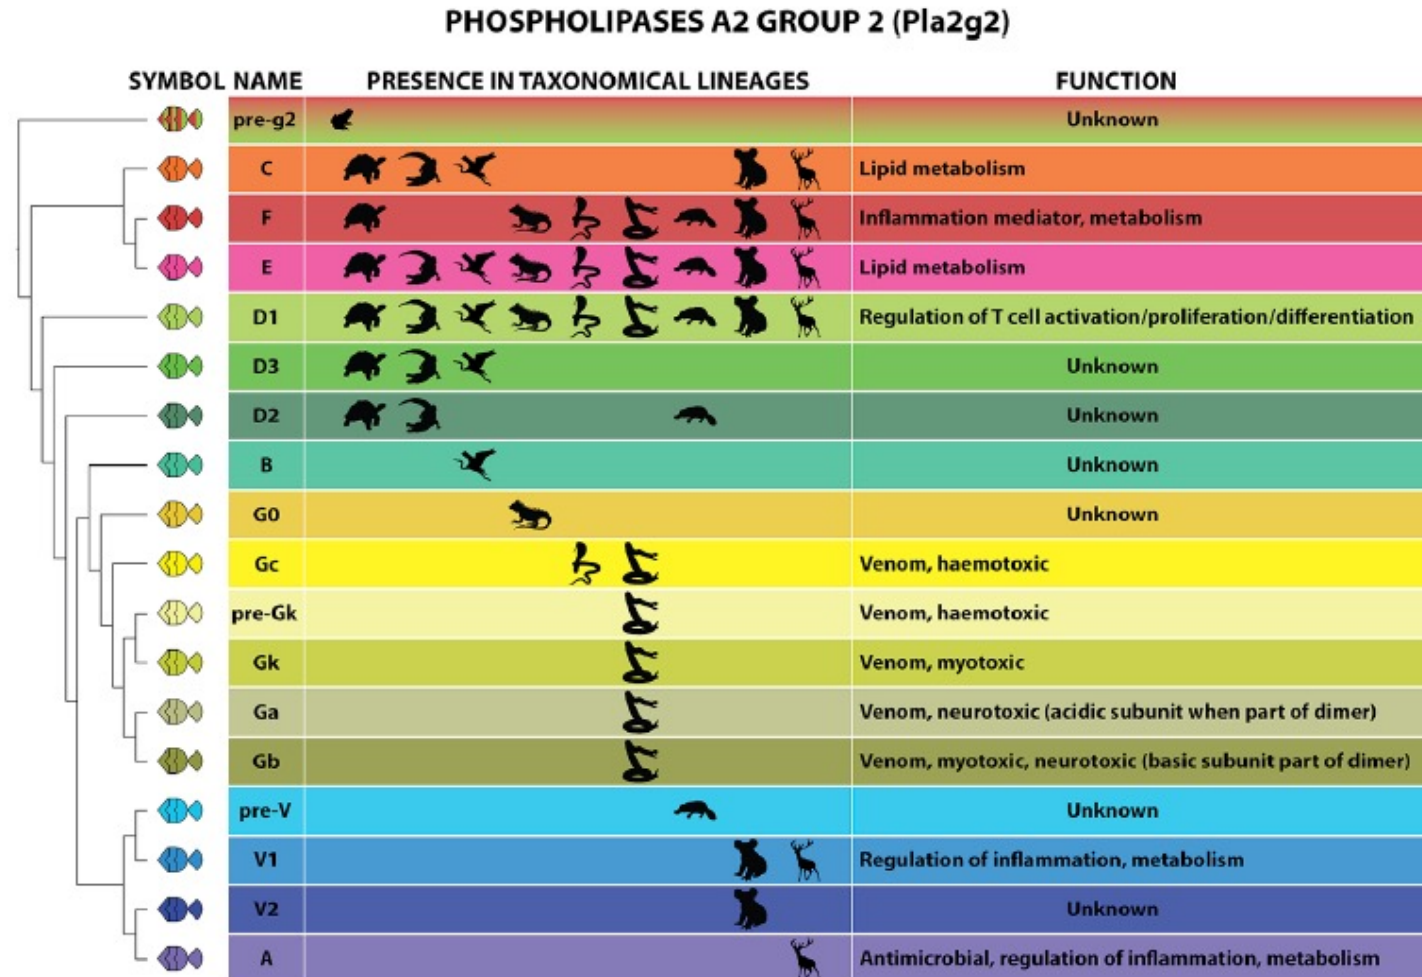 PHOSPHOLIPASES A2 GROUP 2 (Pla2g2)
SYMBOL NAME PRESENCE IN TAXONOMICAL LINEAGES FUNCTION
pre-g2 Unknown
C Lipid metabolism
F Inflammation mediator, metabolism
E Lipid metabolism
D1 Regulation of T cell activation/proliferation/differentiation
D3 Unknown
D2 Unknown
B Unknown
G0 Unknown
Gc Venom, haemotoxic
pre-Gk Venom, haemotoxic
Gk Venom, myotoxic
Ga Venom, neurotoxic (acidic subunit when part of dimer)
Gb Venom, myotoxic, neurotoxic (basic subunit part of dimer)
pre-V Unknown
V1 Regulation of inflammation, metabolism
V2 Unknown
A Antimicrobial, regulation of inflammation, metabolism